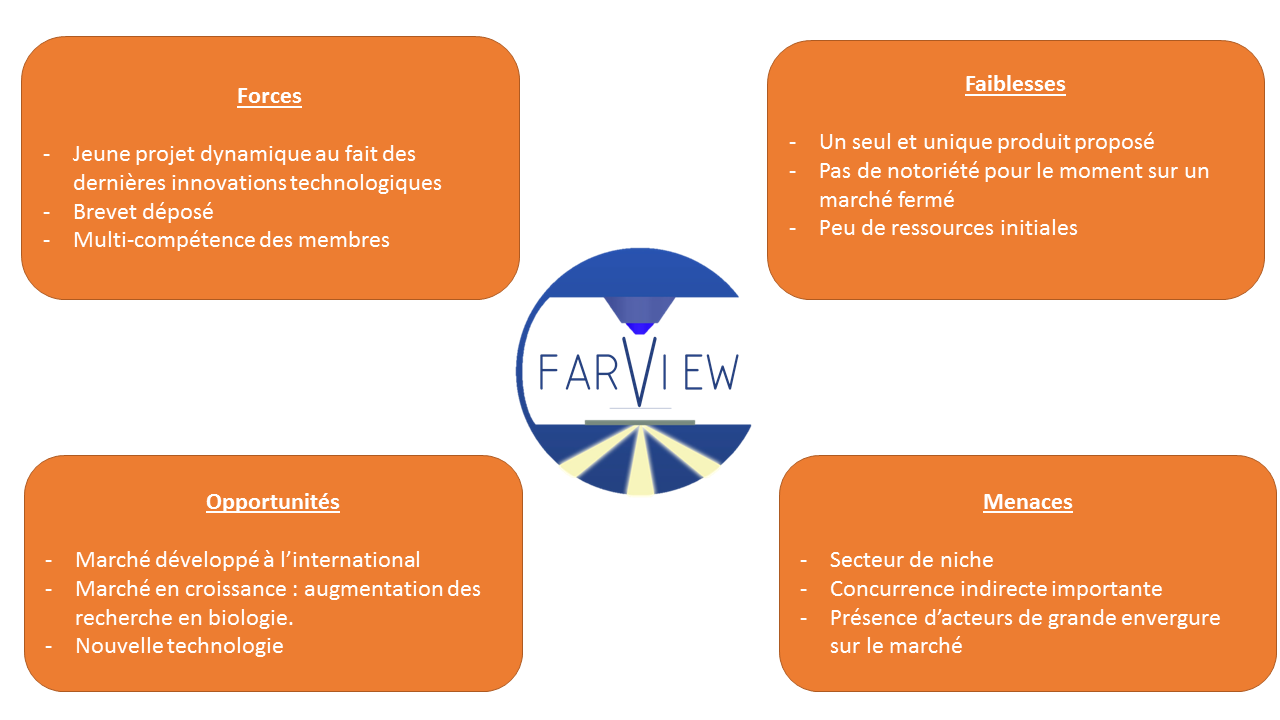 Forces
- Jeune projet dynamique au fait des
dernières innovations technologiques
- Brevet déposé
- Multi-compétence des membres
Faiblesses
- Un seul et unique produit proposé
- Pas de notoriété pour le moment sur un
marché fermé
- Peu de ressources initiales
FARVIEW
Opportunités
- Marché développé à l’international
- Marché en croissance : augmentation des
recherche en biologie.
- Nouvelle technologie
Menaces
- Secteur de niche
- Concurrence indirecte importante
- Présence d’acteurs de grande envergure
sur le marché